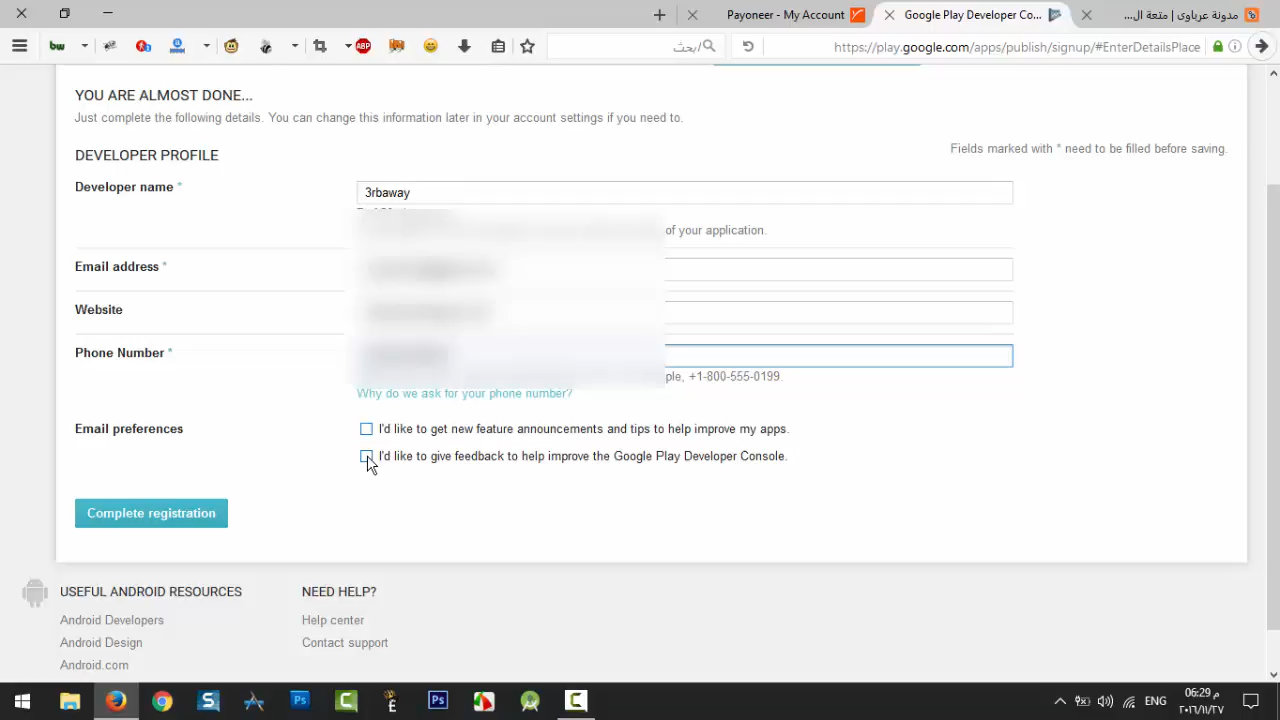 Payoneer - My Account
Google Play Developer Co...
مدونة عرباوى | متعة ال...
bw
ABP
بحث
https://play.google.com/apps/publish/signup/#EnterDetailsPlace
YOU ARE ALMOST DONE...
Just complete the following details. You can change this information later in your account settings if you need to.
DEVELOPER PROFILE
Fields marked with * need to be filled before saving.
Developer name *
3rbaway
of your application.
Email address *
Website
Phone Number *
ple, +1-800-555-0199.
Why do we ask for your phone number?
Email preferences
I'd like to get new feature announcements and tips to help improve my apps.
I'd like to give feedback to help improve the Google Play Developer Console.
Complete registration
USEFUL ANDROID RESOURCES
NEED HELP?
Android Developers
Help center
Android Design
Contact support
Android.com
ENG
06:29 م
٢٠١٦/١١/٢٧